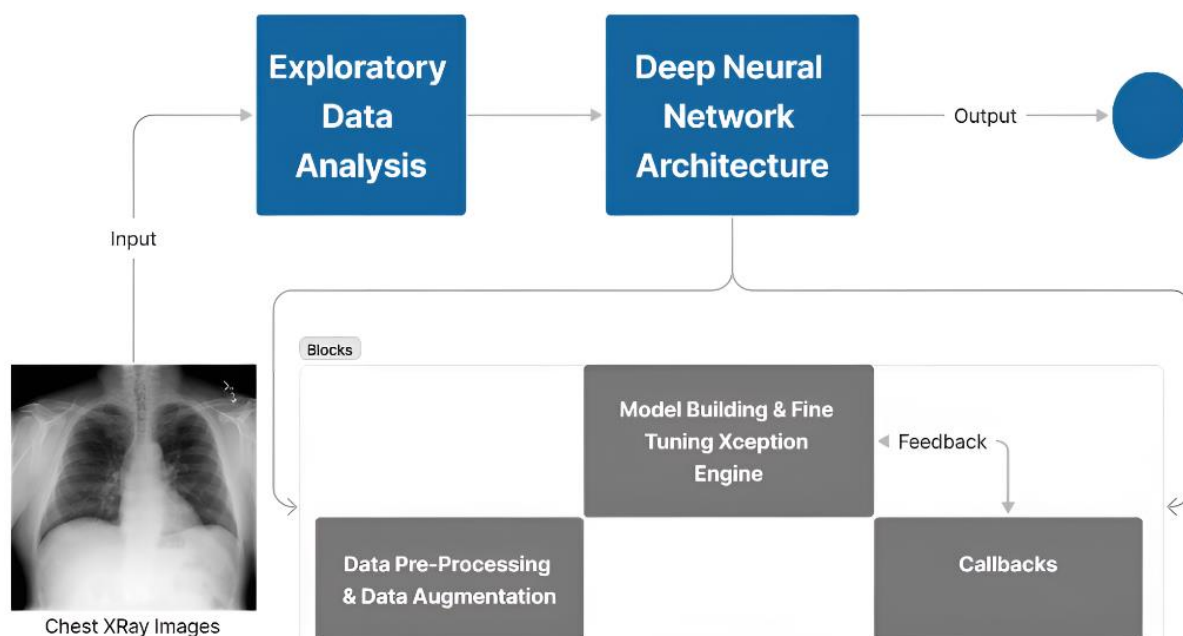 Exploratory
Data
Analysis
Deep Neural
Network
Architecture
Output
Input
Blocks
Model Building & Fine
Tuning Xception
Engine
Feedback
Data Pre-Processing
& Data Augmentation
Callbacks
Chest XRay Images